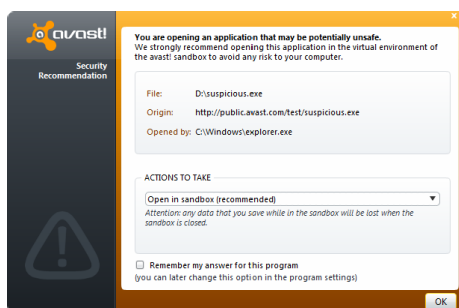 avast!
Security
Recommendation
x
You are opening an application that may be potentially unsafe.
We strongly recommend opening this application in the virtual environment of
the avast! sandbox to avoid any risk to your computer.
File: D:\suspicious.exe
Origin: http://public.avast.com/test/suspicious.exe
Opened by: C:\Windows\explorer.exe
ACTIONS TO TAKE
Open in sandbox (recommended)
Attention: any data that you save while in the sandbox will be lost when the
sandbox is closed.
Remember my answer for this program
(you can later change this option in the program settings)
OK